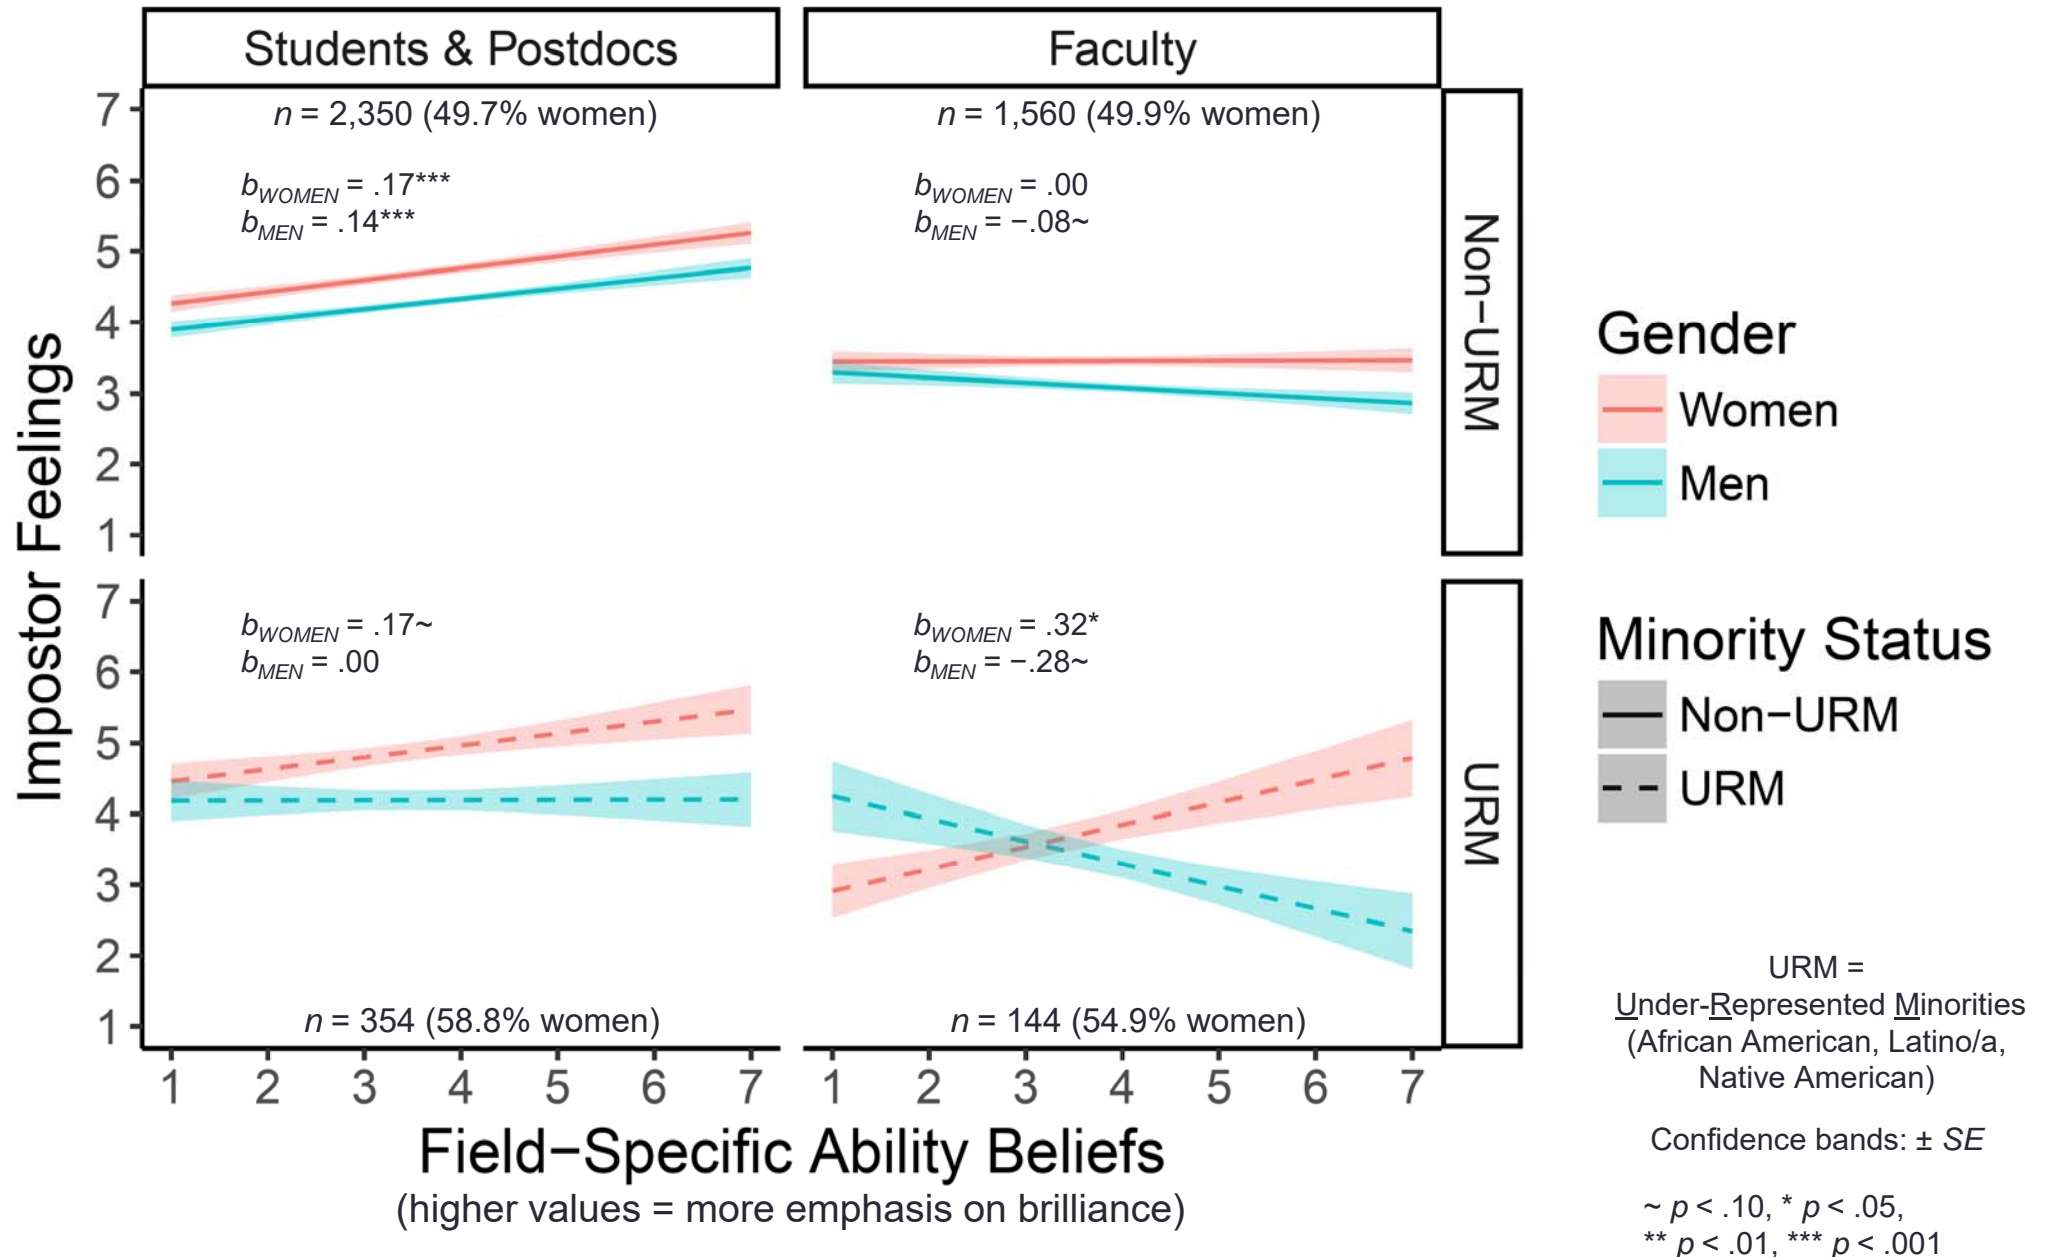 Students & Postdocs
Faculty
n = 2,350 (49.7% women)
n = 1,560 (49.9% women)
bWOMEN = .17***
bMEN = .14***
bWOMEN = .00
bMEN = −.08~
7
6
5
4
3
2
1
Non−URM
bWOMEN = .17~
bMEN = .00
bWOMEN = .32*
bMEN = −.28~
7
6
5
4
3
2
1
URM
n = 354 (58.8% women)
n = 144 (54.9% women)
1 2 3 4 5 6 7
1 2 3 4 5 6 7
Impostor Feelings
Field−Specific Ability Beliefs
(higher values = more emphasis on brilliance)
Gender
Women
Men
Minority Status
Non−URM
URM
URM =
Under-Represented Minorities
(African American, Latino/a,
Native American)
Confidence bands: ± SE
~ p < .10, * p < .05,
** p < .01, *** p < .001